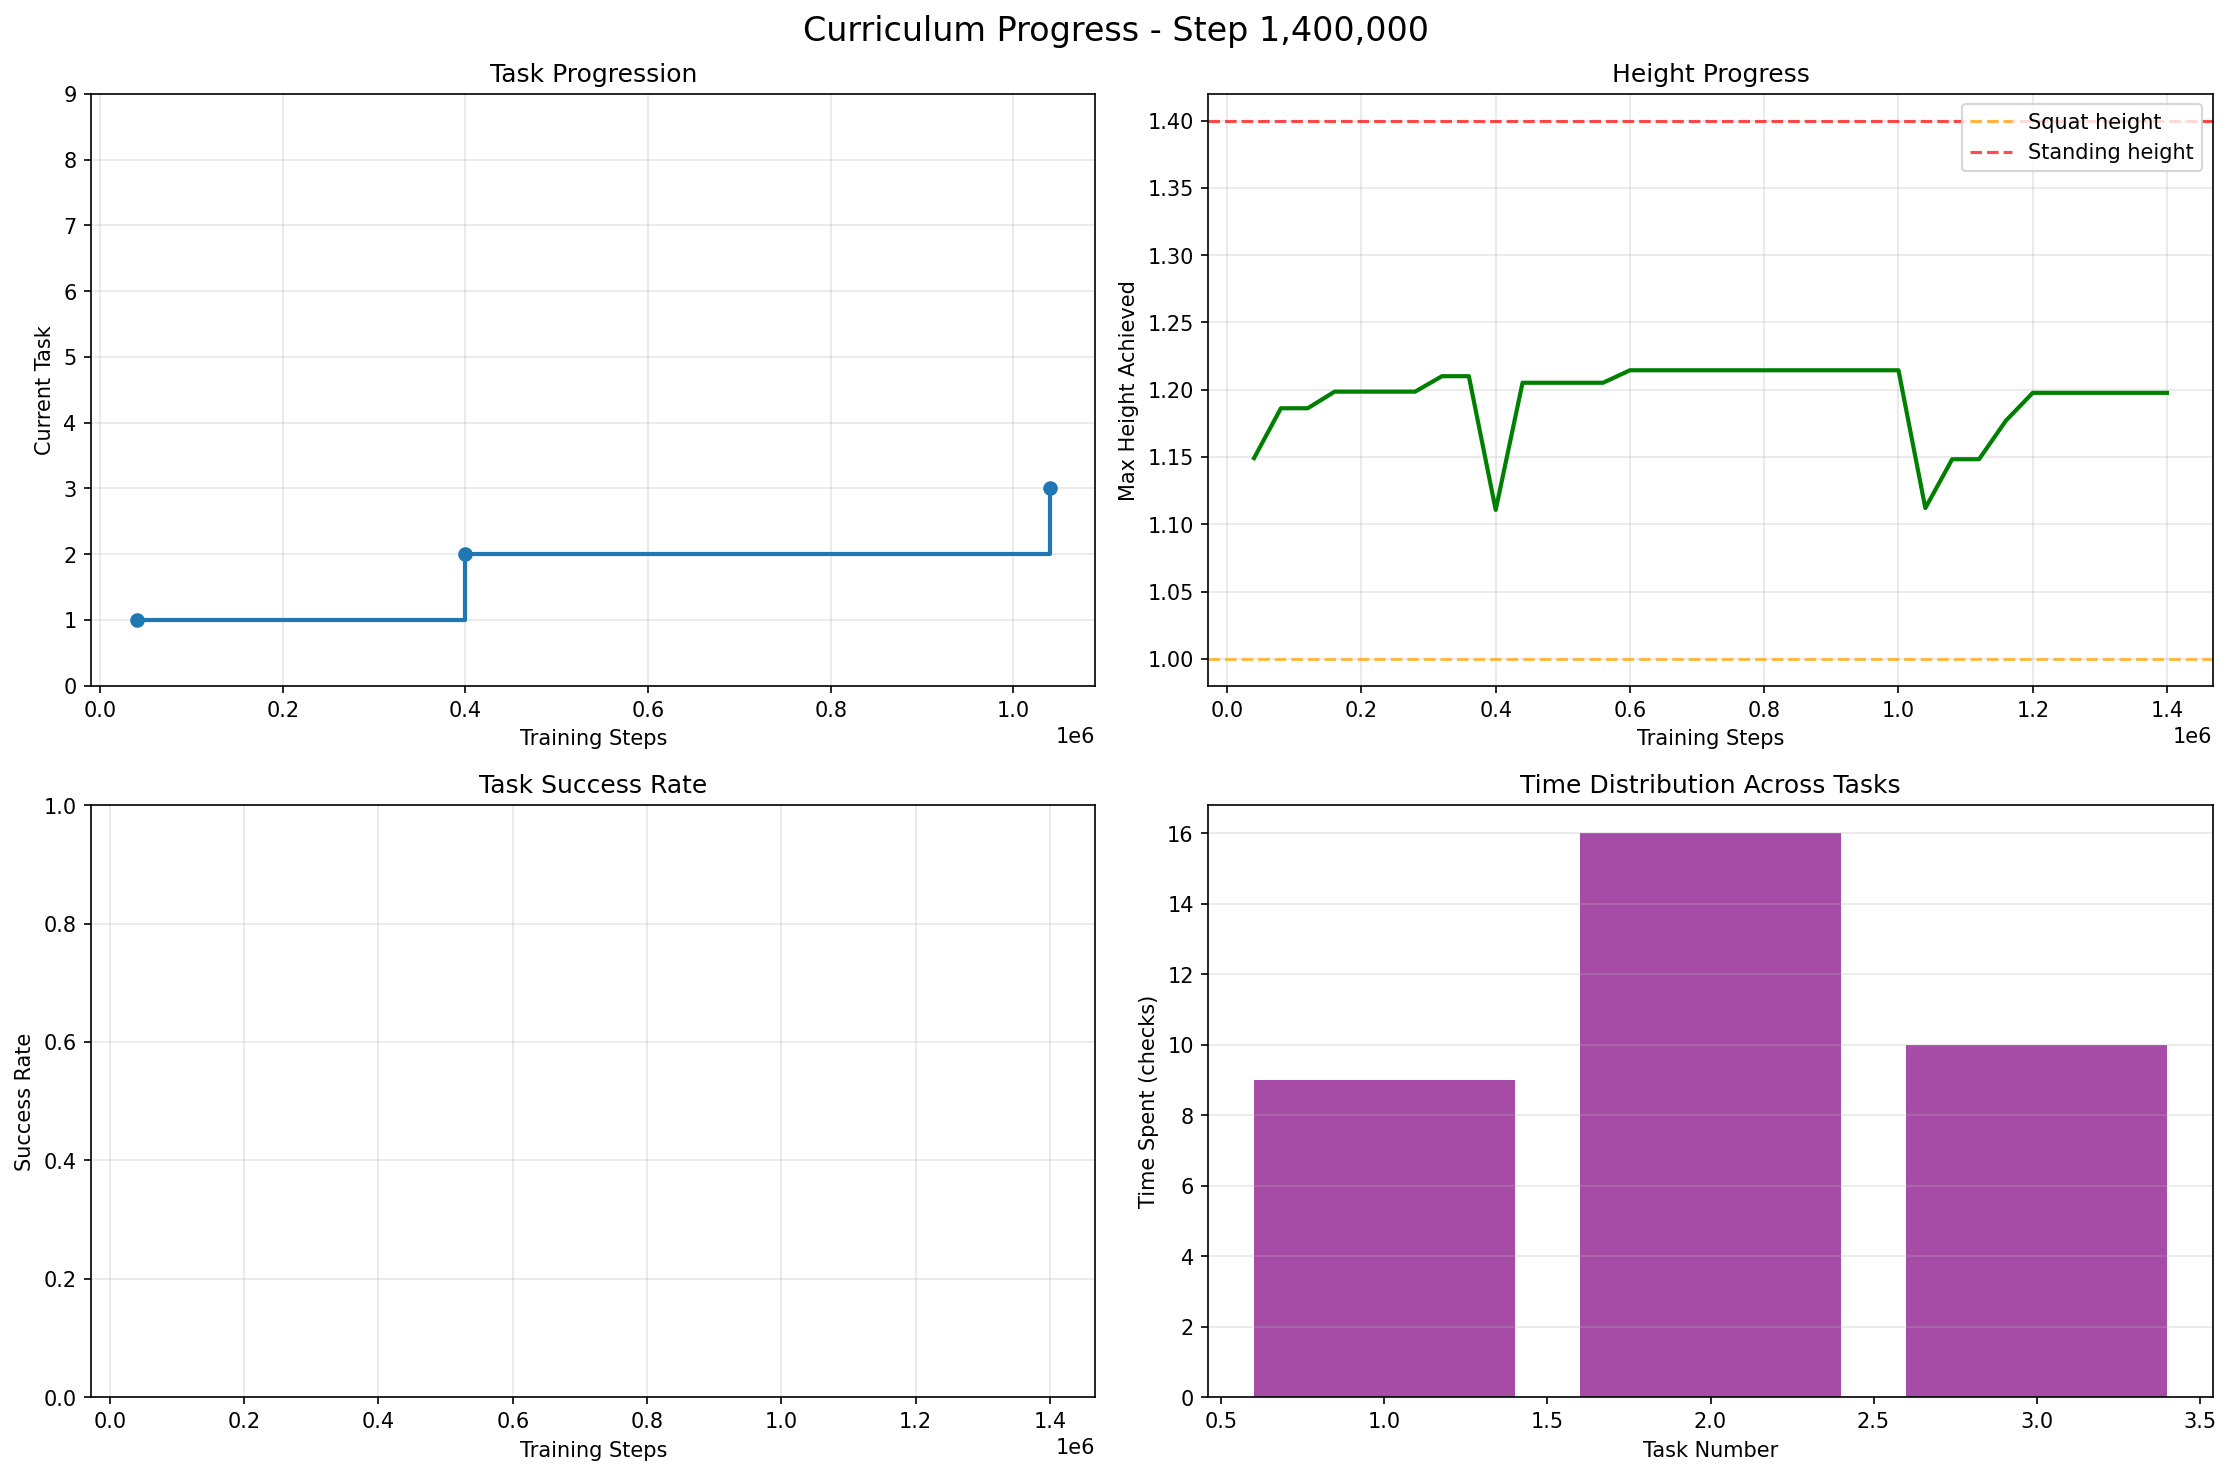 Curriculum Progress - Step 1,400,000
Task Progression
9
8
7
6
5
4
3
2
1
0
Current Task
0.0 0.2 0.4 0.6 0.8 1.0
1e6
Training Steps
Height Progress
1.40
1.35
1.30
1.25
1.20
1.15
1.10
1.05
1.00
Max Height Achieved
Squat height
Standing height
0.0 0.2 0.4 0.6 0.8 1.0 1.2 1.4
1e6
Training Steps
Task Success Rate
1.0
0.8
0.6
0.4
0.2
0.0
Success Rate
0.0 0.2 0.4 0.6 0.8 1.0 1.2 1.4
1e6
Training Steps
Time Distribution Across Tasks
16
14
12
10
8
6
4
2
0
Time Spent (checks)
0.5 1.0 1.5 2.0 2.5 3.0 3.5
Task Number